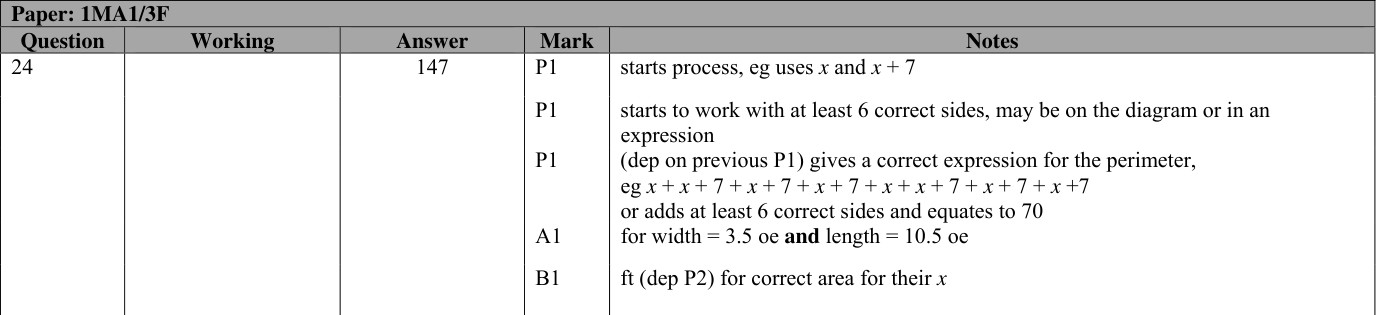 Paper: 1MA1/3F
Question Working Answer Mark Notes
24 147 P1 starts process, eg uses x and x + 7
P1 starts to work with at least 6 correct sides, may be on the diagram or in an
expression
P1 (dep on previous P1) gives a correct expression for the perimeter,
eg x + x + 7 + x + 7 + x + 7 + x + x + 7 + x + 7 + x +7
or adds at least 6 correct sides and equates to 70
A1 for width = 3.5 oe and length = 10.5 oe
B1 ft (dep P2) for correct area for their x